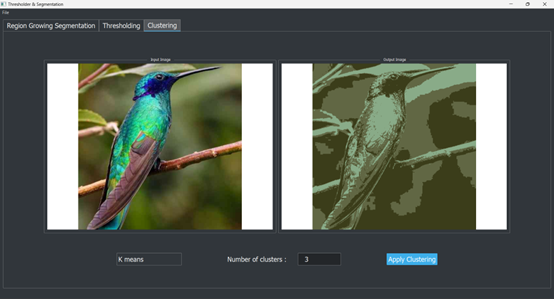 Thresholder & Segmentation
File
Region Growing Segmentation Thresholding Clustering
Input Image Output Image
K means Number of clusters : 3 Apply Clustering